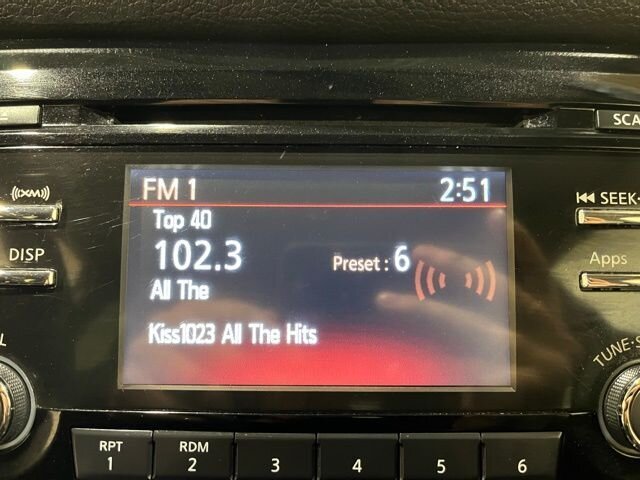 SCA
XM
FM 1 2:51
SEEK
Top 40
DISP
102.3
Preset : 6
Apps
All The
Kiss1023 All The Hits
TUNE·S
RPT 1
RDM 2
3
4
5
6